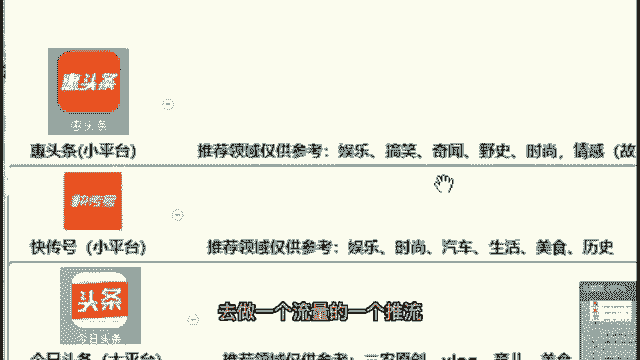 惠头条
惠头条
惠头条(小平台) 推荐领域仅供参考：娱乐、搞笑、奇闻、野史、时尚，情感（故
快传号
快传号（小平台） 推荐领域仅供参考：娱乐、时尚、汽车、生活、美食、历史
头条
今日头条
去做一个流量的一个推流
今日头条（大平台） 推荐领域仅供参考：三农原创、vlog、育儿、美食